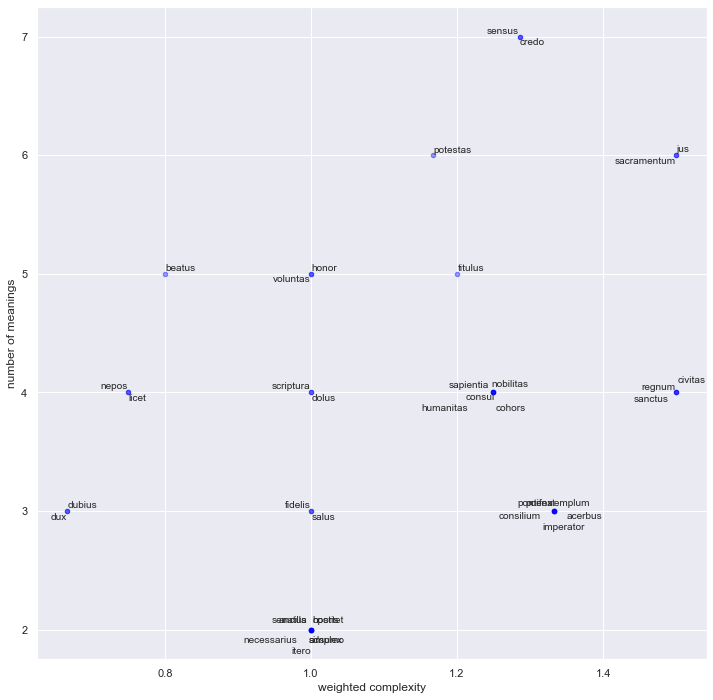 7
sensus
credo
6
potestas
jus
sacramentum
5
beatus
honor
voluntas
titulus
number of meanings
4
nepos
licet
scriptura
dolus
sapientia
nobilitas
consul
humanitas
cohors
civitas
regnum
sanctus
3
dubius
dux
fidelis
salus
templum
consilium
acerbus
imperator
2
necessarius
itero
0.8
1.0
1.2
1.4
weighted complexity